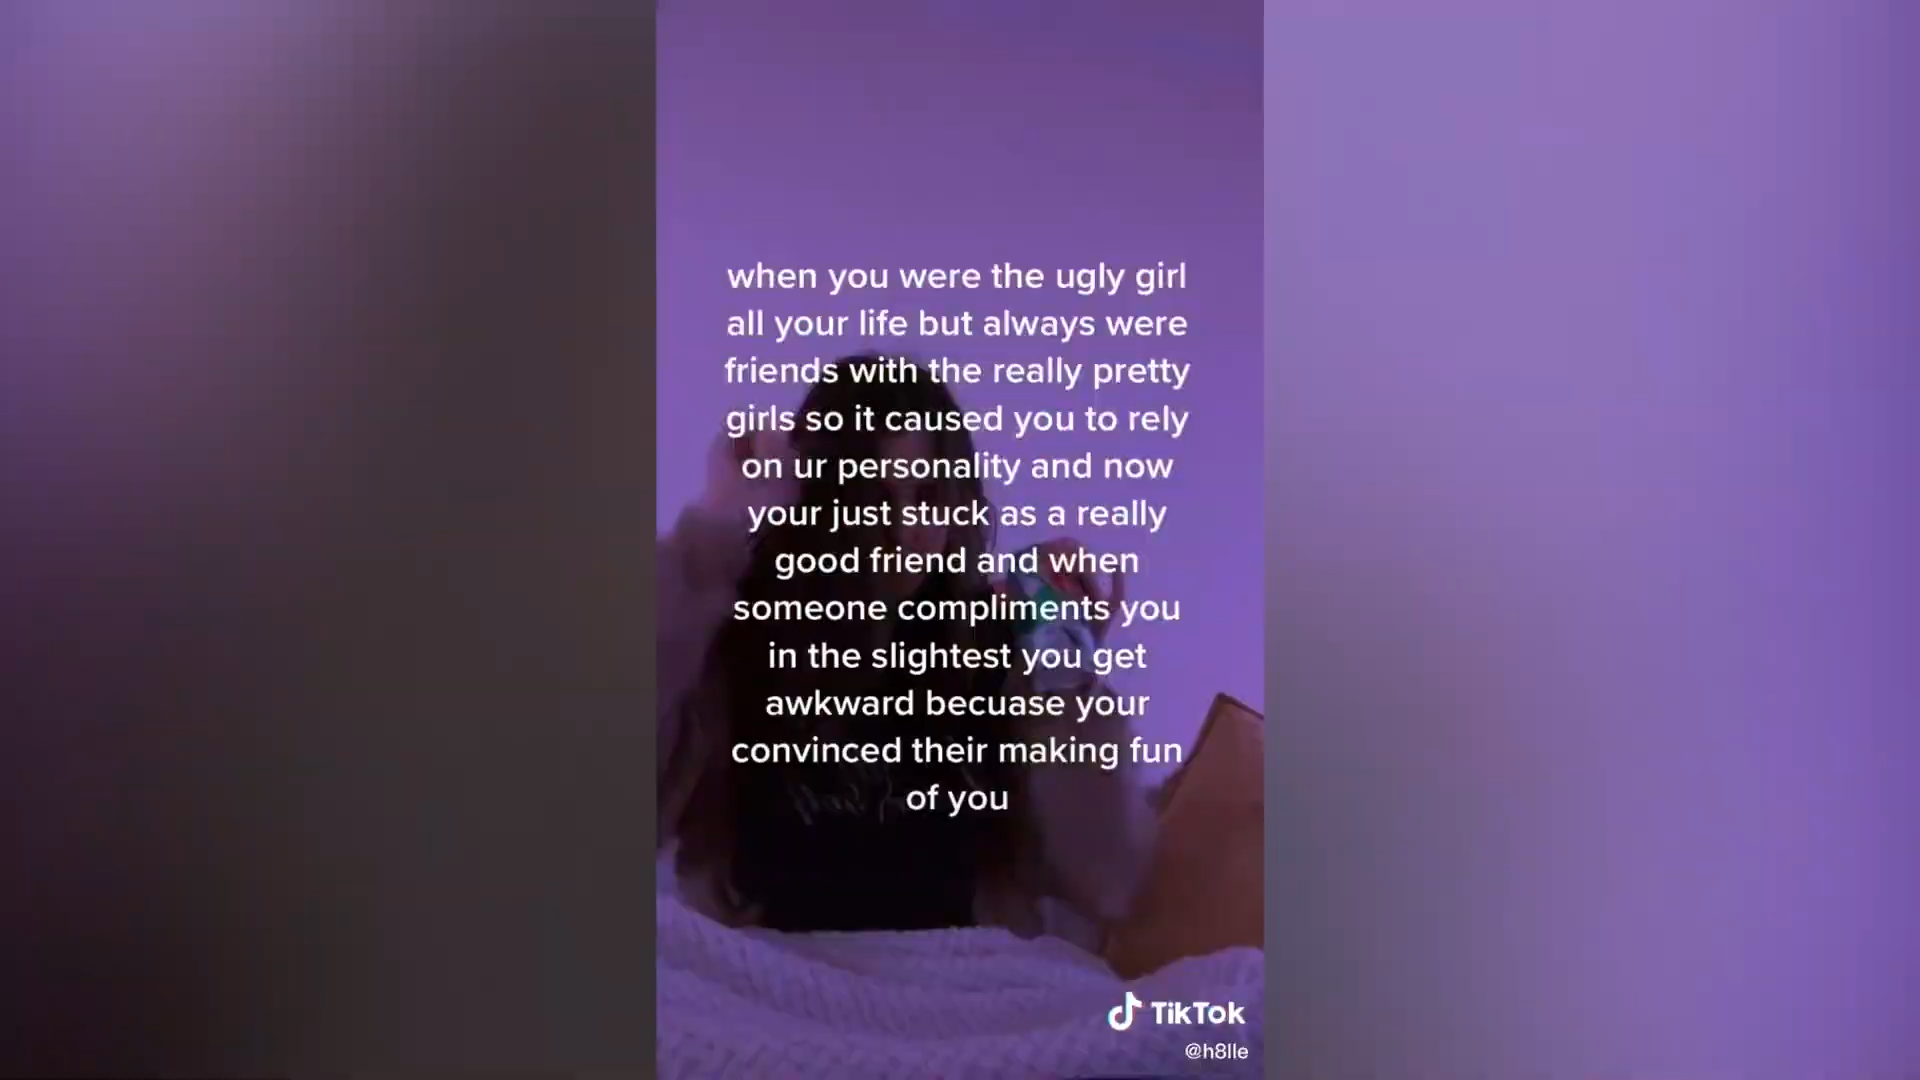 when you were the ugly girl
all your life but always were
friends with the really pretty
girls so it caused you to rely
on ur personality and now
your just stuck as a really
good friend and when
someone compliments you
in the slightest you get
awkward becuase your
convinced their making fun
of you
TikTok
@h8lle